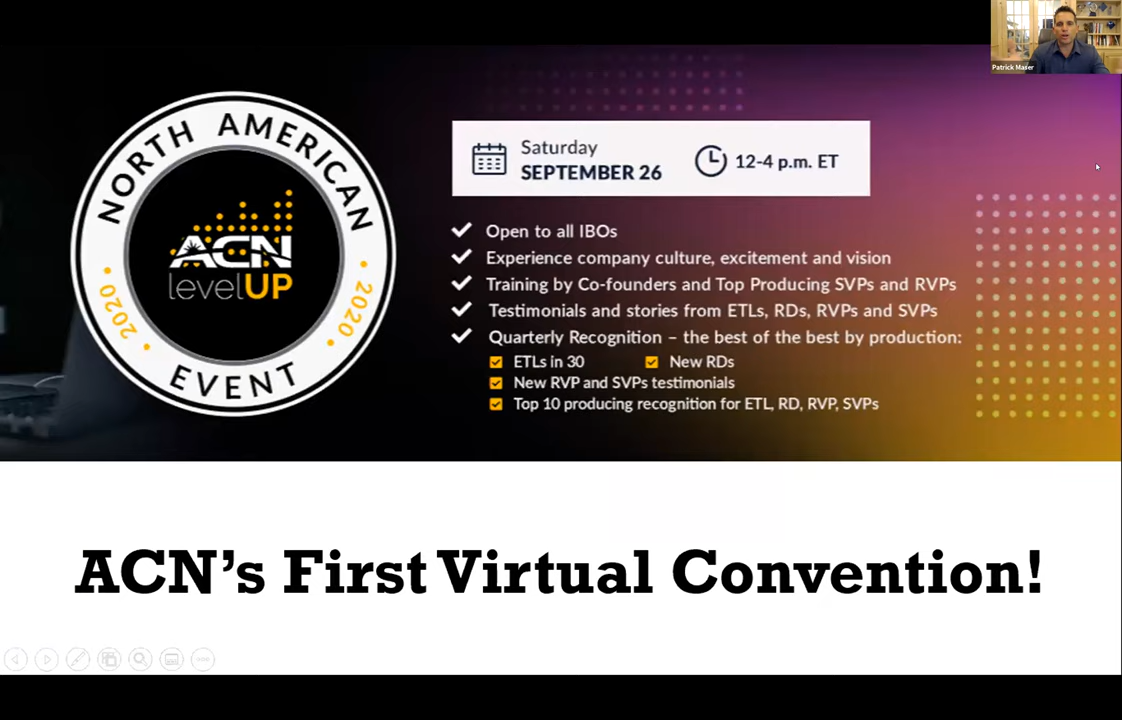 Patrick Maser
NORTH AMERICAN
ACN
levelUP
2020
2020
EVENT
Saturday
SEPTEMBER 26
12-4 p.m. ET
Open to all IBOs
Experience company culture, excitement and vision
Training by Co-founders and Top Producing SVPs and RVPs
Testimonials and stories from ETLs, RDs, RVPs and SVPs
Quarterly Recognition – the best of the best by production:
ETLs in 30
New RDs
New RVP and SVPs testimonials
Top 10 producing recognition for ETL, RD, RVP, SVPs
ACN's First Virtual Convention!